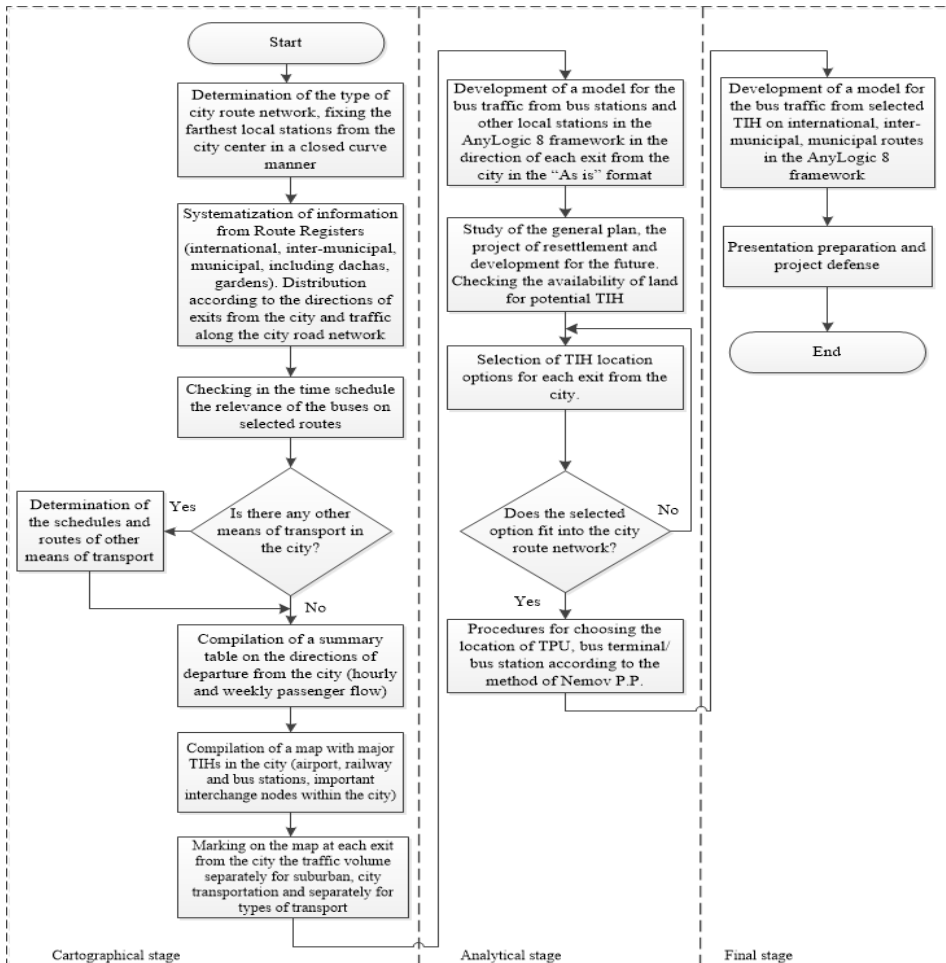 Start
Determination of the type of
city route network, fixing the
farthest local stations from the
city center in a closed curve
manner
Systematization of information
from Route Registers
(international, inter-municipal,
municipal, including dachas,
gardens). Distribution
according to the directions of
exits from the city and traffic
along the city road network
Checking in the time schedule
the relevance of the buses on
selected routes
Is there any other
means of transport in
the city?
Yes
Determination of
the schedules and
routes of other
means of transport
No
Compilation of a summary
table on the directions of
departure from the city (hourly
and weekly passenger flow)
Compilation of a map with major
TIHs in the city (airport, railway
and bus stations, important
interchange nodes within the city)
Marking on the map at each exit
from the city the traffic volume
separately for suburban, city
transportation and separately for
types of transport
Cartographical stage
Development of a model for the
bus traffic from bus stations and
other local stations in the
AnyLogic 8 framework in the
direction of each exit from the
city in the “As is” format
Study of the general plan, the
project of resettlement and
development for the future.
Checking the availability of land
for potential TIH
Selection of TIH location
options for each exit from the
city.
Does the selected
option fit into the city
route network?
No
Yes
Procedures for choosing the
location of TPU, bus terminal/
bus station according to the
method of Nemov P.P.
Analytical stage
Development of a model for
the bus traffic from selected
TIH on international, inter-
municipal, municipal routes
in the AnyLogic 8
framework
Presentation preparation and
project defense
End
Final stage